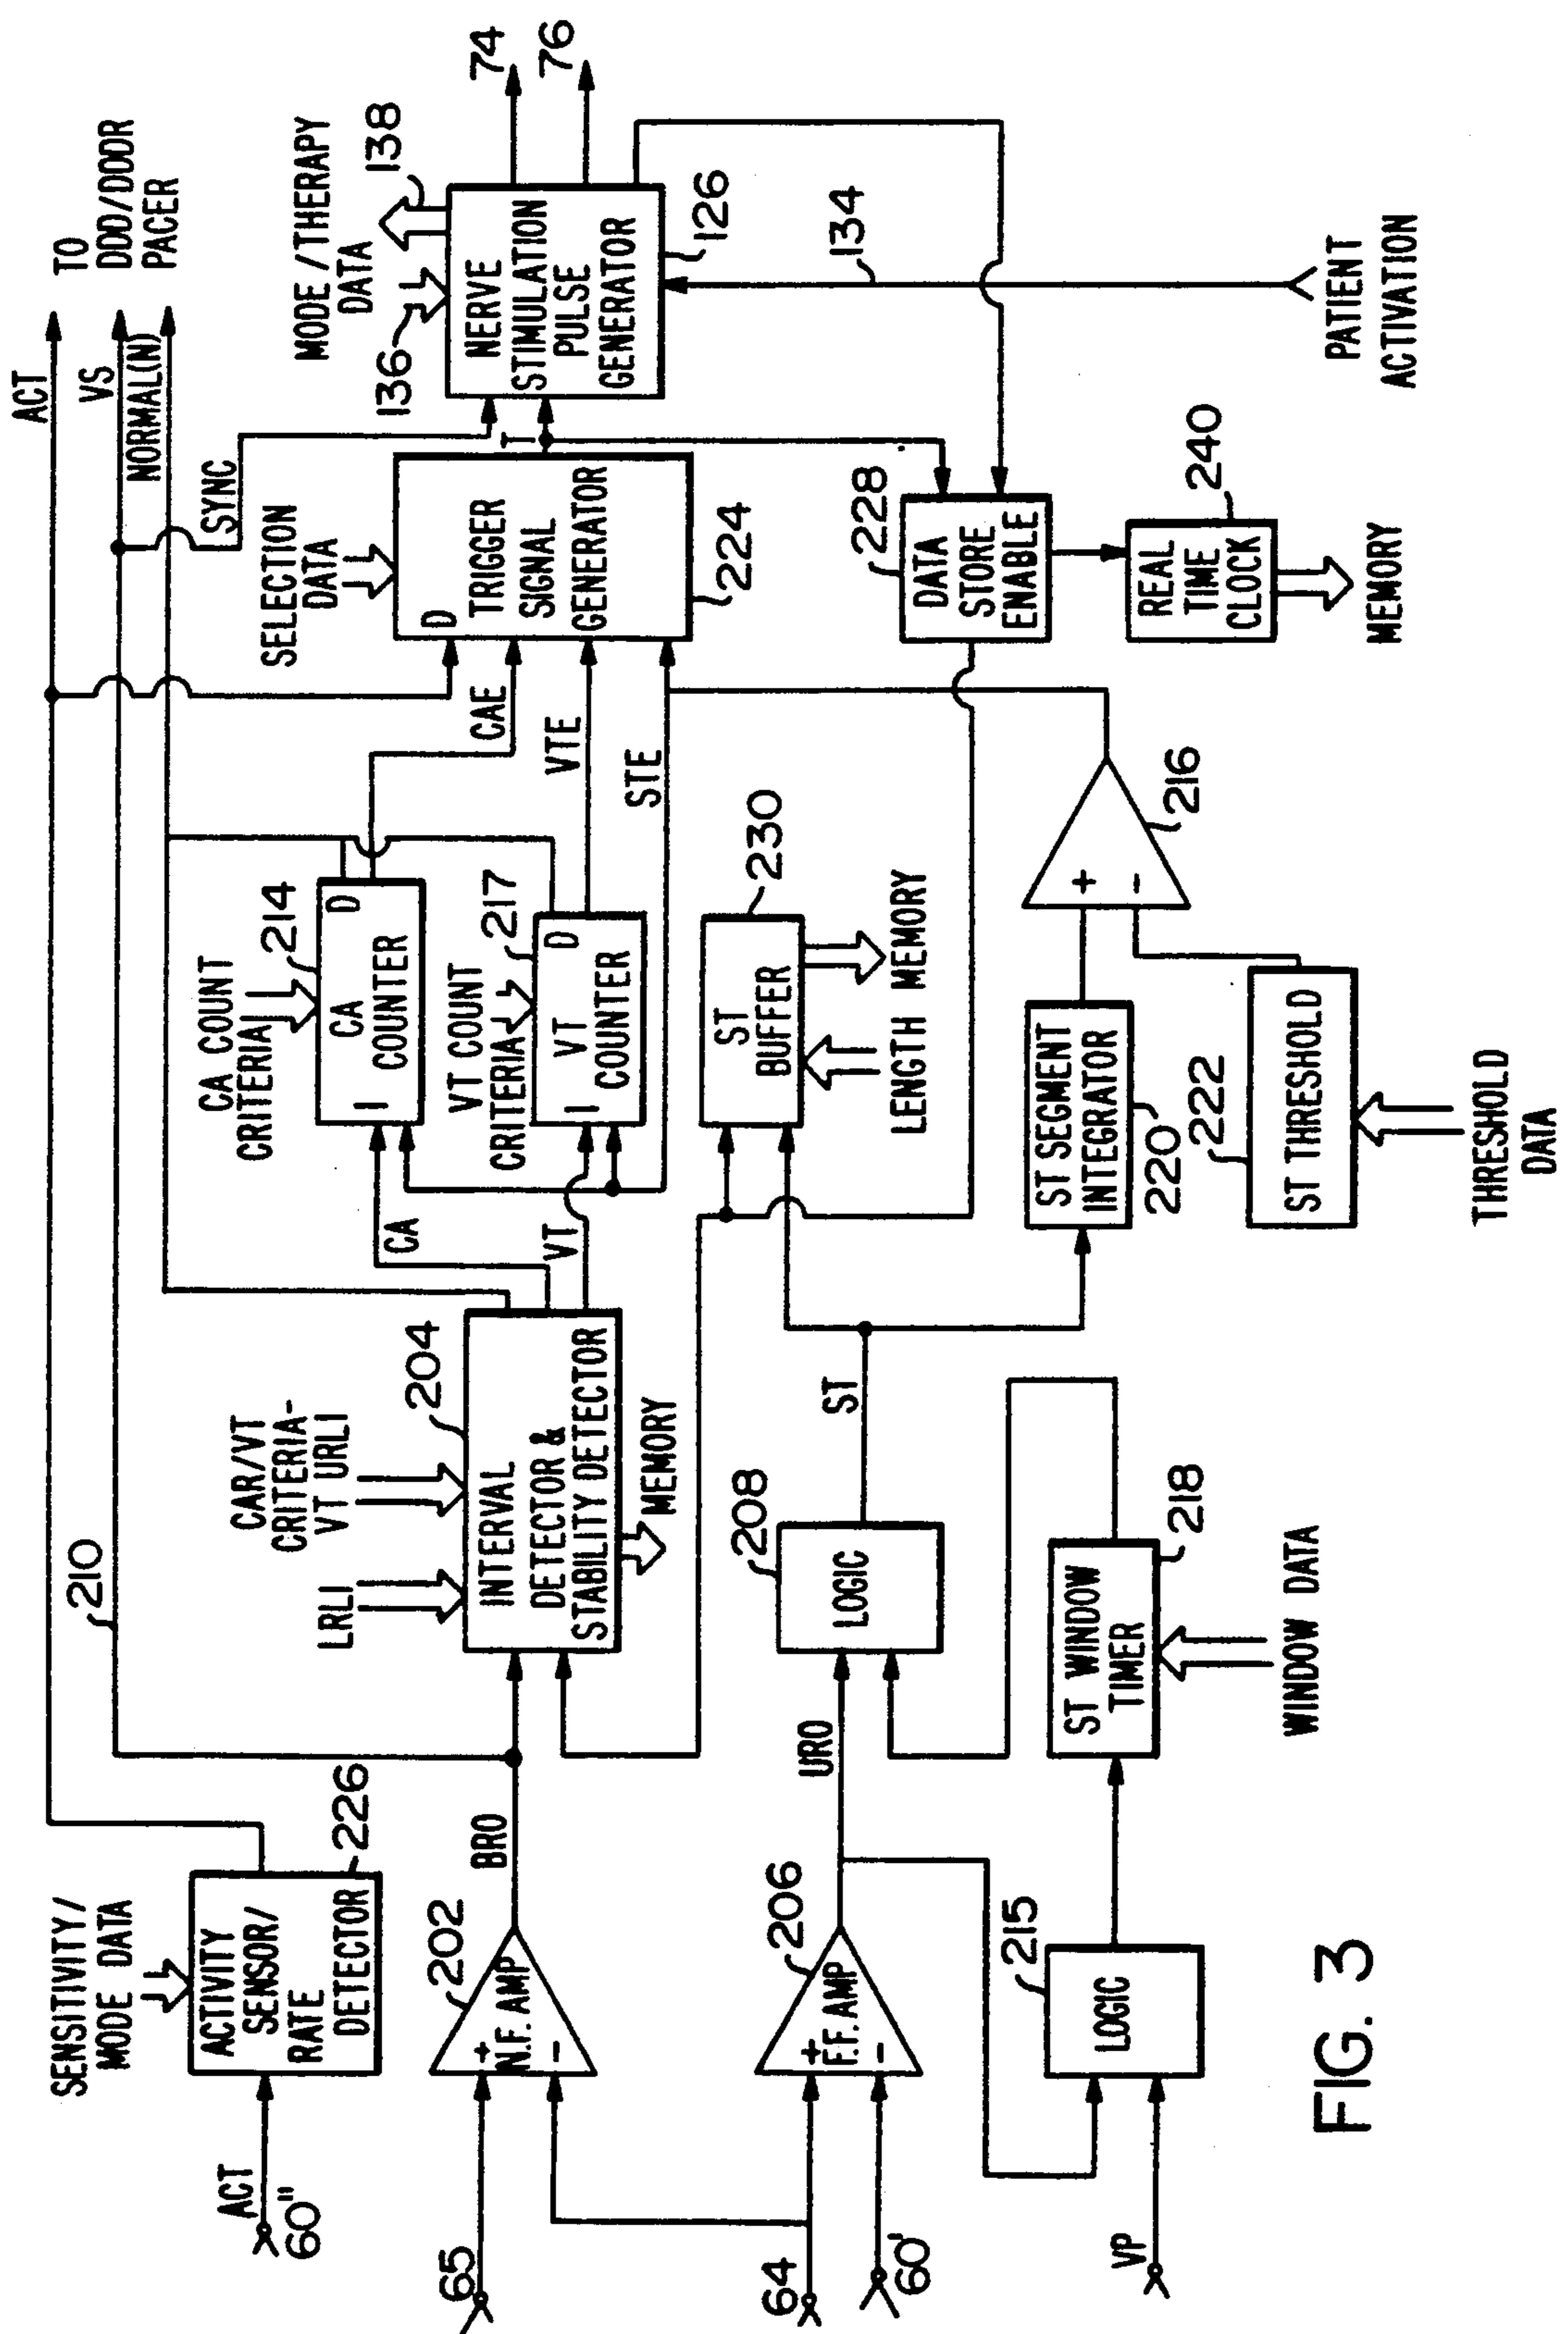 SENSITIVITY/
MODE DATA
ACT
60"
ACTIVITY
SENSOR/
RATE
DETECTOR
226
ACT
TO
DDD/DDDR
PACER
VS
NORMAL(N)
210
SYNC
65
+
N.F. AMP
-
202
BRO
LRLI
CAR/VT
CRITERIA-
VT URLI
204
INTERVAL
DETECTOR &
STABILITY DETECTOR
MEMORY
CA
VT
CA COUNT
CRITERIA
214
CA
COUNTER
I
D
VT COUNT
CRITERIA
217
VT
COUNTER
I
D
CAE
VTE
STE
SELECTION
DATA
D
TRIGGER
SIGNAL
GENERATOR
224
T
MODE/THERAPY
DATA
136
138
NERVE
STIMULATION
PULSE
GENERATOR
126
74
76
134
PATIENT
ACTIVATION
64
60'
+
F.F. AMP
-
206
URO
208
LOGIC
ST
230
ST
BUFFER
LENGTH MEMORY
228
DATA
STORE
ENABLE
240
REAL
TIME
CLOCK
MEMORY
VP
215
LOGIC
ST WINDOW
TIMER
218
WINDOW DATA
ST SEGMENT
INTEGRATOR
220
222
ST THRESHOLD
THRESHOLD
DATA
+
-
216
FIG. 3